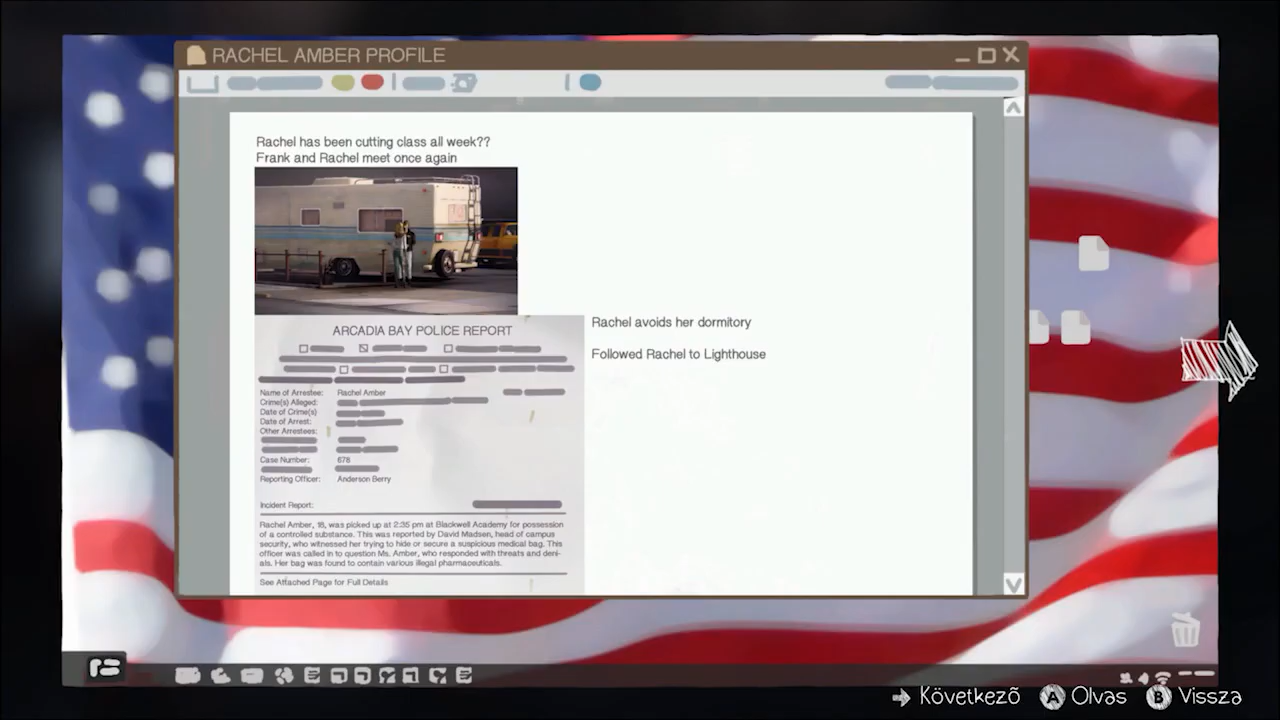 RACHEL AMBER PROFILE
Rachel has been cutting class all week??
Frank and Rachel meet once again
ARCADIA BAY POLICE REPORT
Name of Arrestee: Rachel Amber
Crime(s) Alleged:
Date of Crime(s)
Date of Arrest:
Other Arrestees:
Case Number: 678
Reporting Officer: Anderson Berry
Incident Report:
Rachel Amber, 18, was picked up at 2:35 pm at Blackwell Academy for possession
of a controlled substance. This was reported by David Madsen, head of campus
security, who witnessed her trying to hide or secure a suspicious medical bag. This
officer was called in to question Ms. Amber, who responded with threats and deni-
als. Her bag was found to contain various illegal pharmaceuticals.
See Attached Page for Full Details
Rachel avoids her dormitory
Followed Rachel to Lighthouse
Következő A Olvas B Vissza